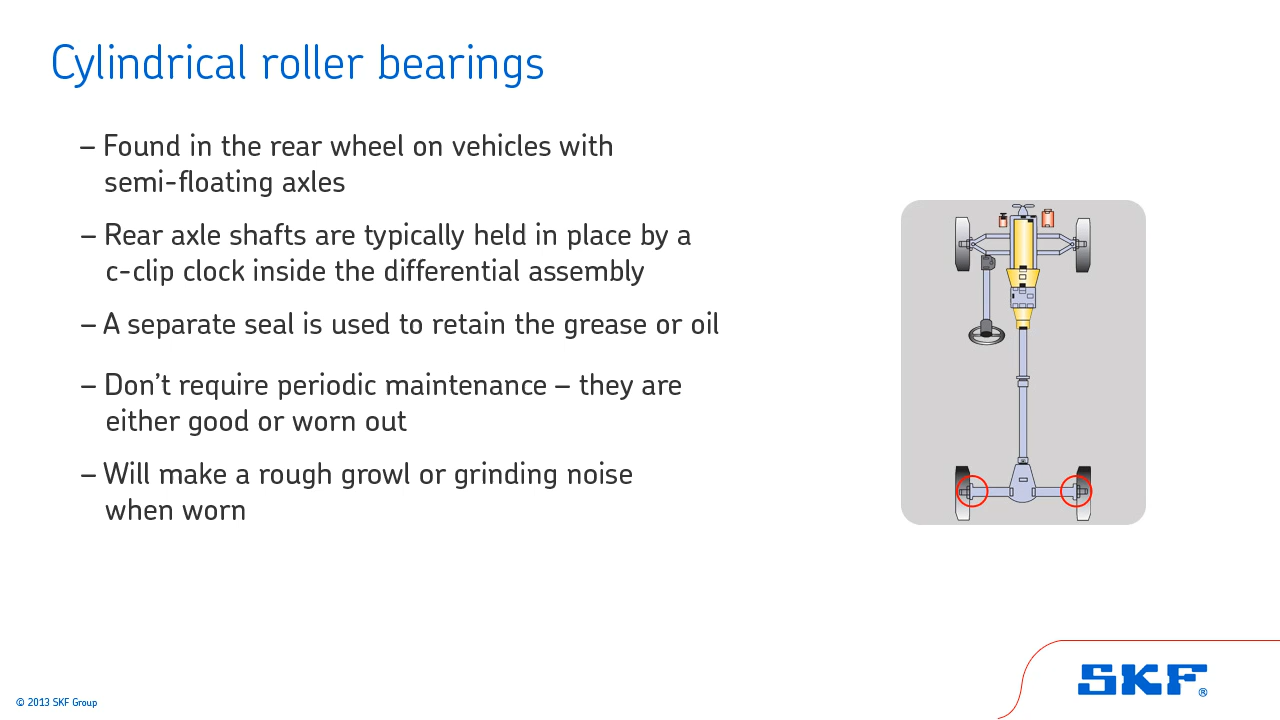 Cylindrical roller bearings
– Found in the rear wheel on vehicles with
semi-floating axles
– Rear axle shafts are typically held in place by a
c-clip clock inside the differential assembly
– A separate seal is used to retain the grease or oil
– Don’t require periodic maintenance – they are
either good or worn out
– Will make a rough growl or grinding noise
when worn
© 2013 SKF Group
SKF®